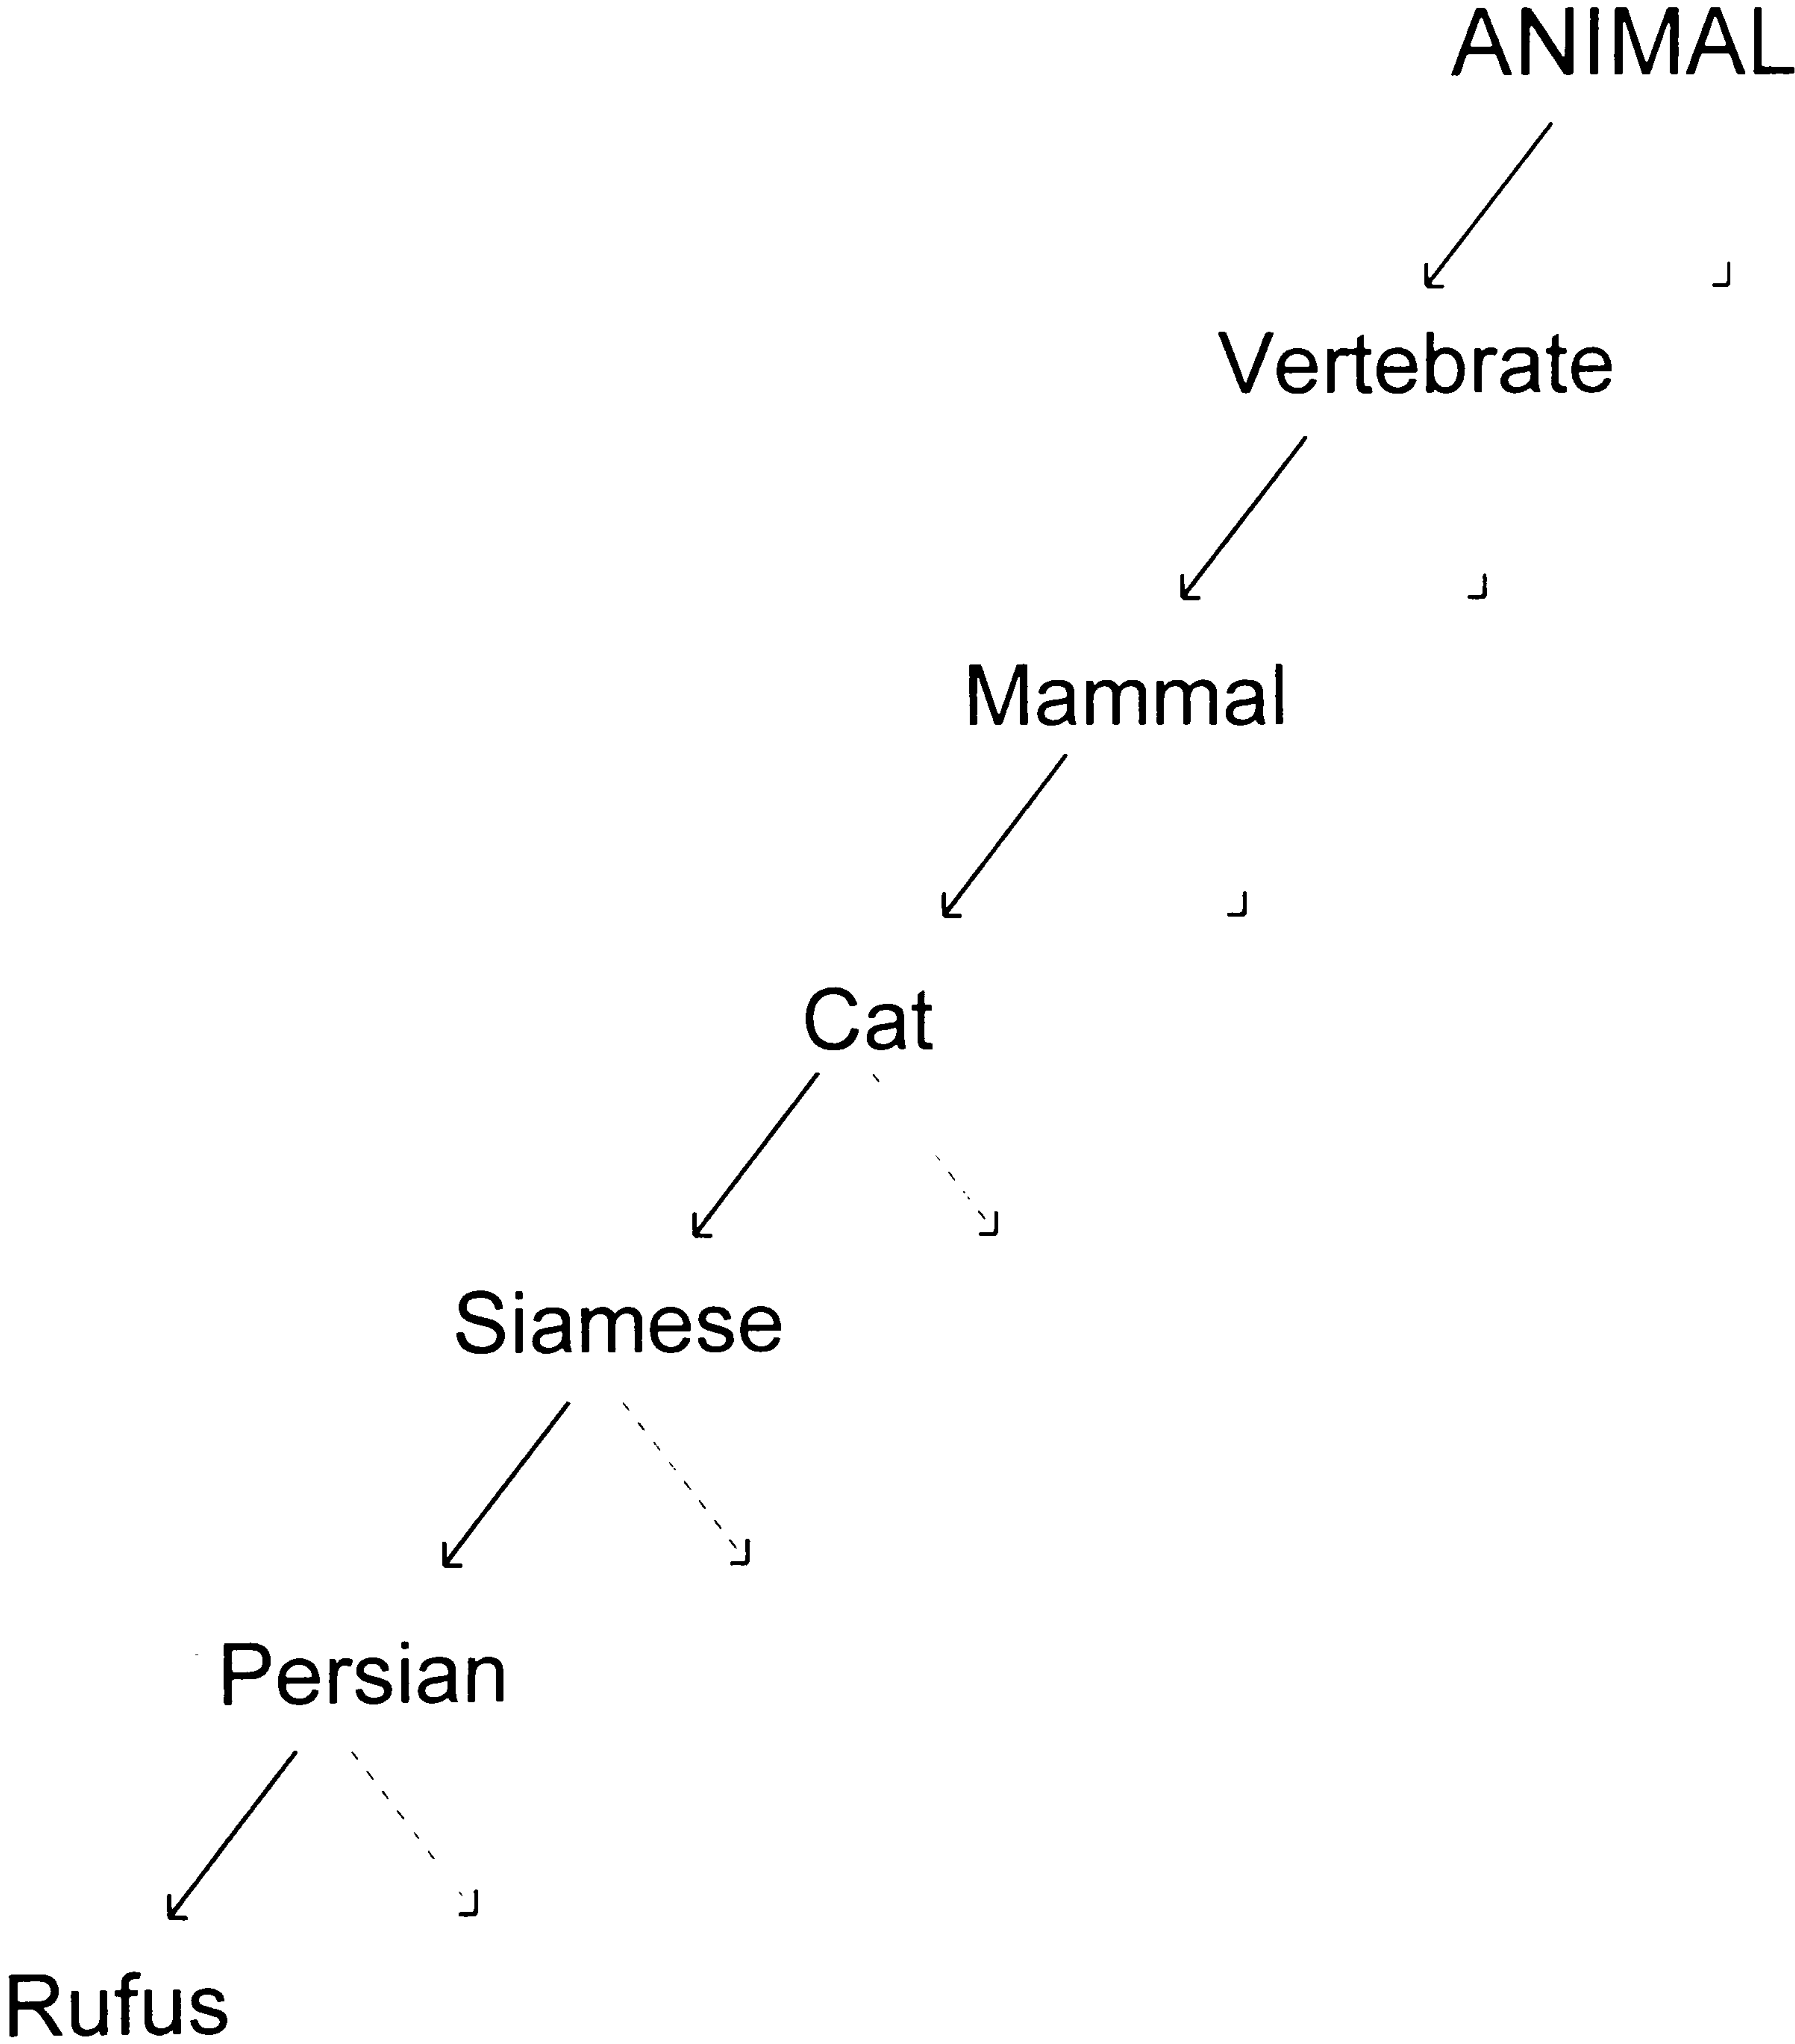 ANIMAL
Vertebrate
Mammal
Cat
Siamese
Persian
Rufus